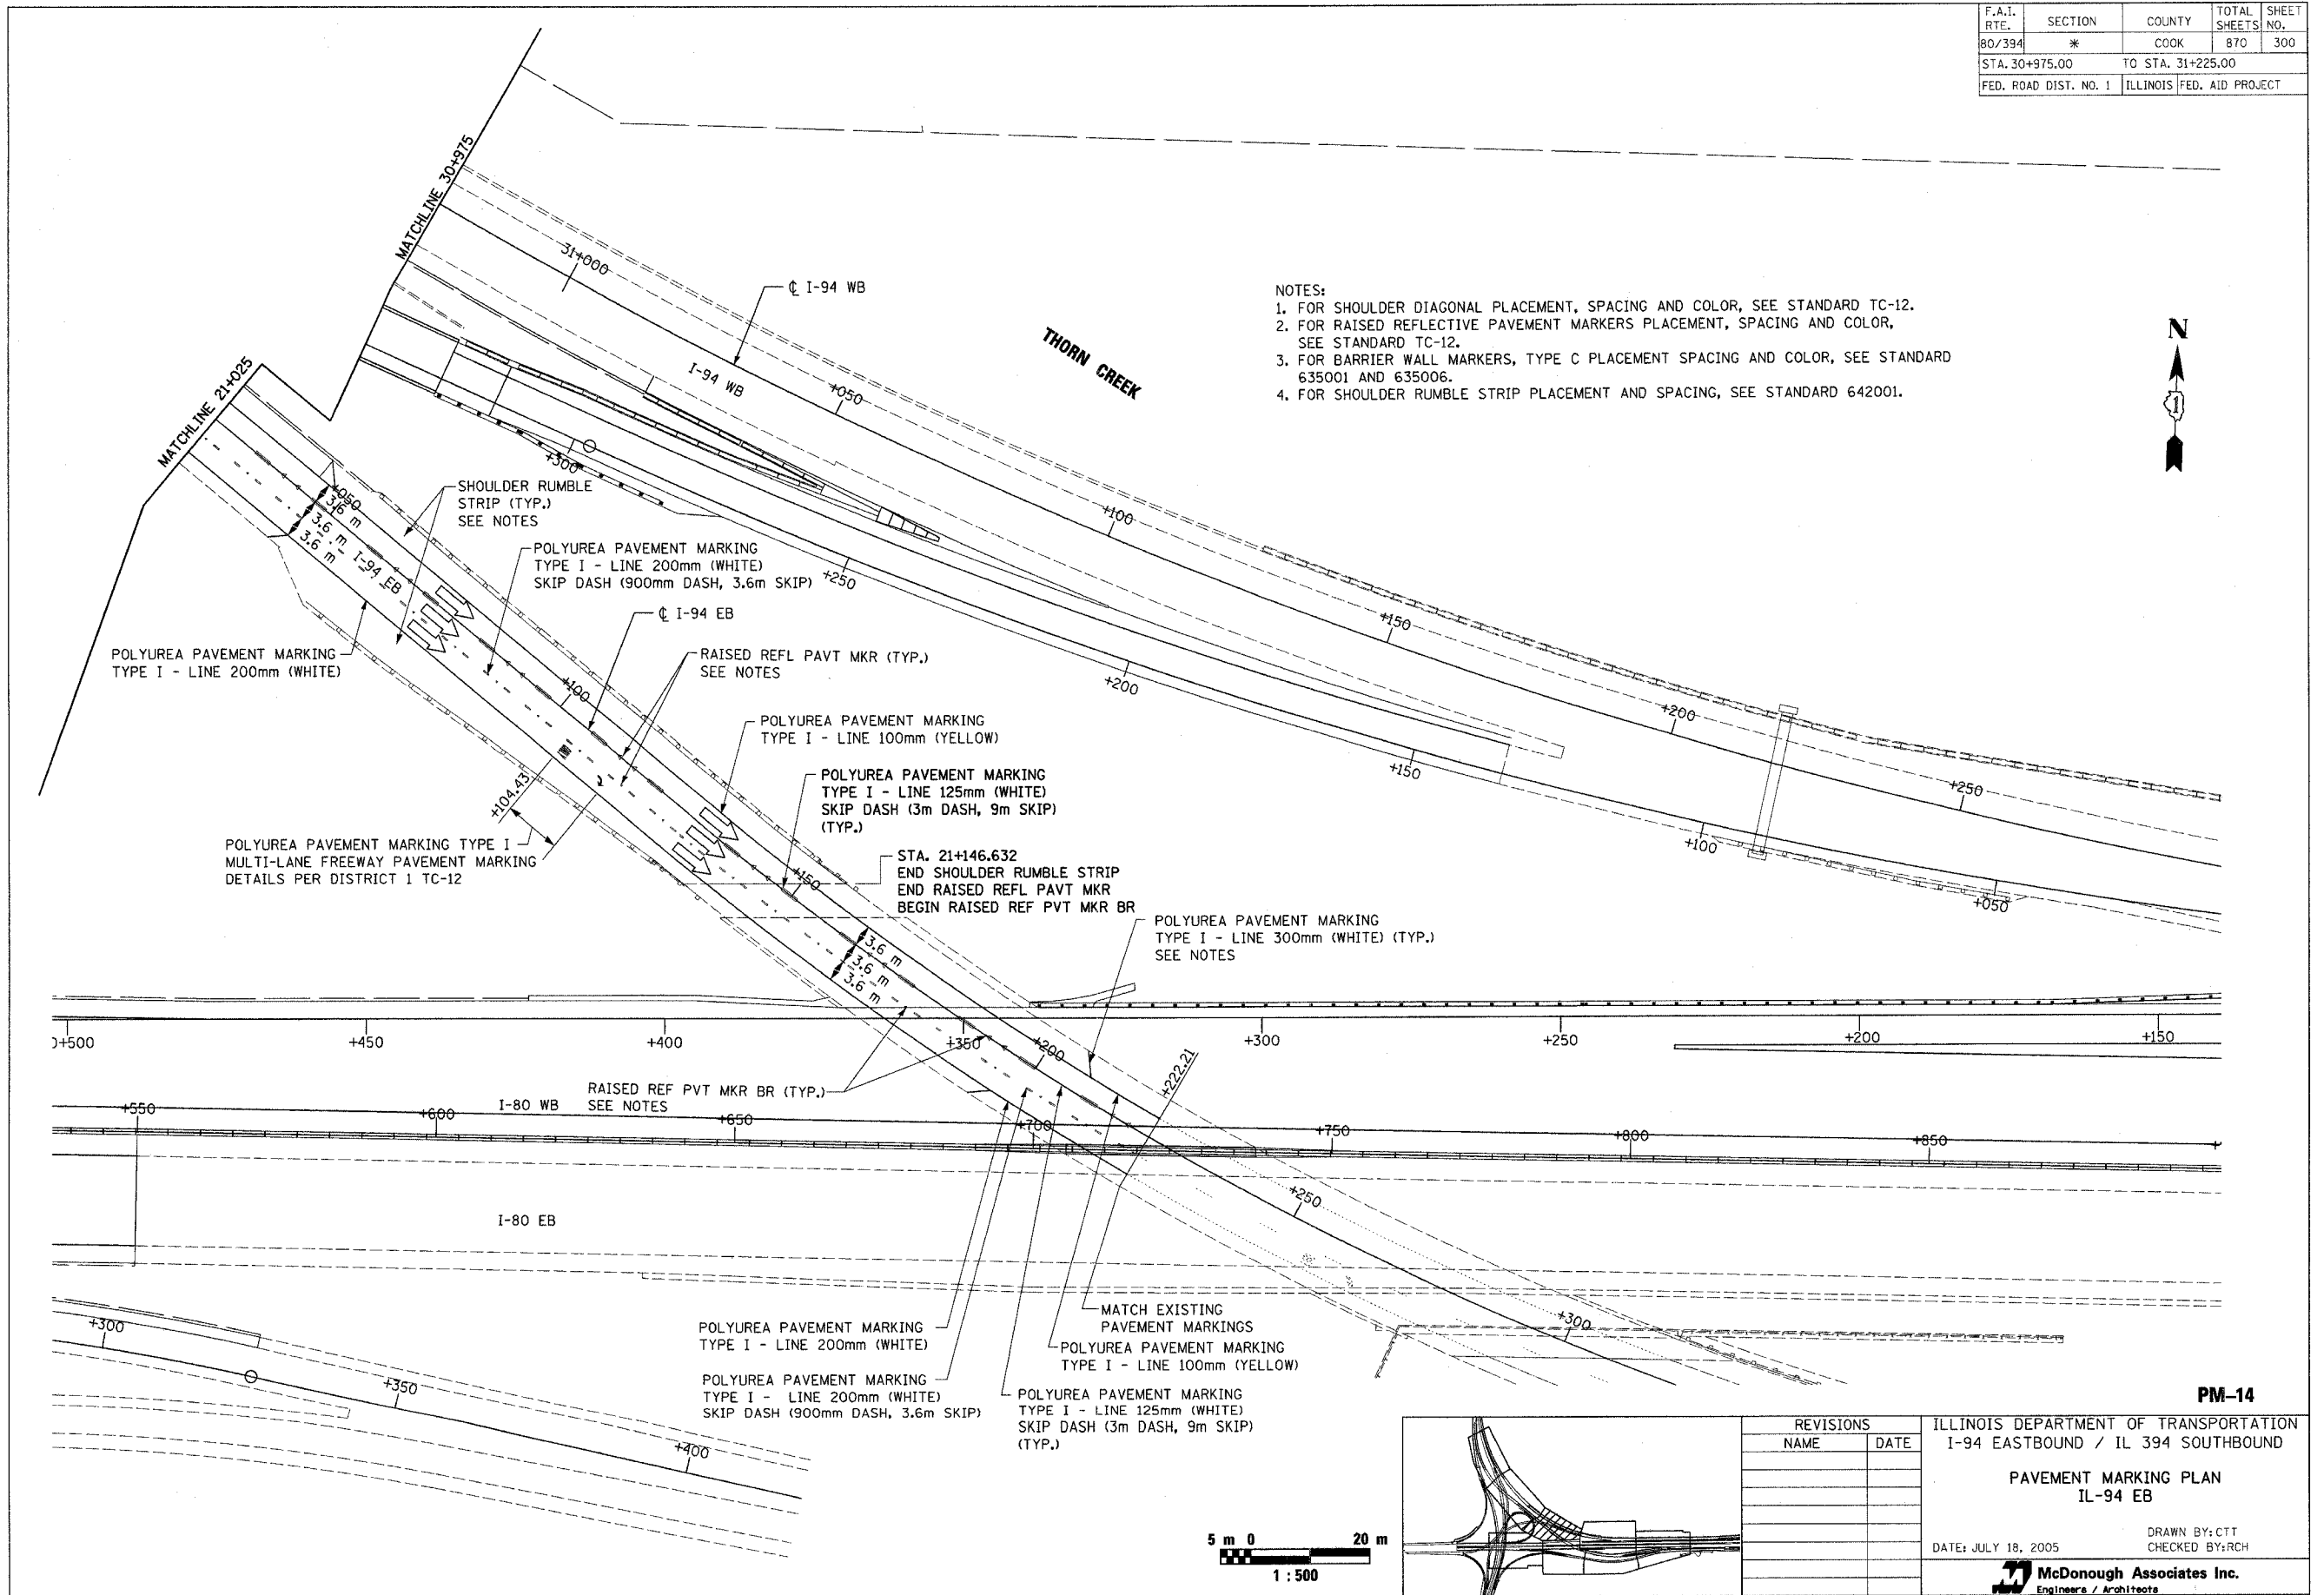 F.A.I. RTE. SECTION COUNTY TOTAL SHEETS SHEET NO.
80/394 * COOK 870 300
STA. 30+975.00 TO STA. 31+225.00
FED. ROAD DIST. NO. 1 ILLINOIS FED. AID PROJECT
MATCHLINE 30+975
31+000
℄ I-94 WB
I-94 WB
+050
THORN CREEK
+100
+150
+200
+250
NOTES:
1. FOR SHOULDER DIAGONAL PLACEMENT, SPACING AND COLOR, SEE STANDARD TC-12.
2. FOR RAISED REFLECTIVE PAVEMENT MARKERS PLACEMENT, SPACING AND COLOR,
SEE STANDARD TC-12.
3. FOR BARRIER WALL MARKERS, TYPE C PLACEMENT SPACING AND COLOR, SEE STANDARD
635001 AND 635006.
4. FOR SHOULDER RUMBLE STRIP PLACEMENT AND SPACING, SEE STANDARD 642001.
N
1
MATCHLINE 21+025
+300
+250
+200
+150
+100
+050
+050
3.6 m
3.6 m
3.6 m
I-94 EB
SHOULDER RUMBLE
STRIP (TYP.)
SEE NOTES
POLYUREA PAVEMENT MARKING
TYPE I - LINE 200mm (WHITE)
SKIP DASH (900mm DASH, 3.6m SKIP)
℄ I-94 EB
POLYUREA PAVEMENT MARKING
TYPE I - LINE 200mm (WHITE)
RAISED REFL PAVT MKR (TYP.)
SEE NOTES
+100
POLYUREA PAVEMENT MARKING
TYPE I - LINE 100mm (YELLOW)
POLYUREA PAVEMENT MARKING
TYPE I - LINE 125mm (WHITE)
SKIP DASH (3m DASH, 9m SKIP)
(TYP.)
+104.43
POLYUREA PAVEMENT MARKING TYPE I
MULTI-LANE FREEWAY PAVEMENT MARKING
DETAILS PER DISTRICT 1 TC-12
+150
STA. 21+146.632
END SHOULDER RUMBLE STRIP
END RAISED REFL PAVT MKR
BEGIN RAISED REF PVT MKR BR
3.6 m
3.6 m
3.6 m
POLYUREA PAVEMENT MARKING
TYPE I - LINE 300mm (WHITE) (TYP.)
SEE NOTES
+500 +450 +400 +350 +200 +300 +250 +200 +150
+222.21
RAISED REF PVT MKR BR (TYP.)
SEE NOTES
I-80 WB
+550 +600 +650 +700 +750 +800 +850
I-80 EB
+250
+300
MATCH EXISTING
PAVEMENT MARKINGS
POLYUREA PAVEMENT MARKING
TYPE I - LINE 100mm (YELLOW)
POLYUREA PAVEMENT MARKING
TYPE I - LINE 200mm (WHITE)
POLYUREA PAVEMENT MARKING
TYPE I - LINE 200mm (WHITE)
SKIP DASH (900mm DASH, 3.6m SKIP)
POLYUREA PAVEMENT MARKING
TYPE I - LINE 125mm (WHITE)
SKIP DASH (3m DASH, 9m SKIP)
(TYP.)
+300
+350
+400
5 m 0 20 m
1 : 500
PM-14
REVISIONS
NAME DATE
ILLINOIS DEPARTMENT OF TRANSPORTATION
I-94 EASTBOUND / IL 394 SOUTHBOUND
PAVEMENT MARKING PLAN
IL-94 EB
DRAWN BY: CTT
DATE: JULY 18, 2005 CHECKED BY: RCH
McDonough Associates Inc.
Engineers / Architects